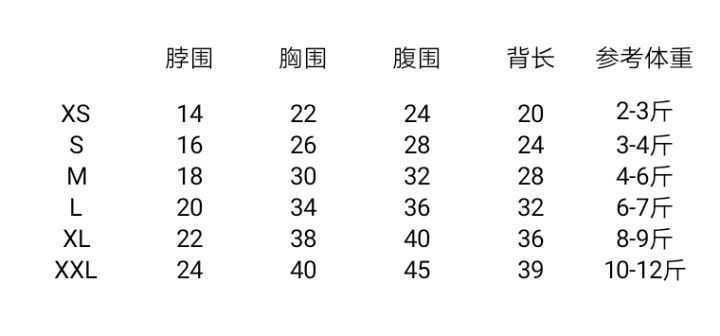 脖围 胸围 腹围 背长 参考体重
XS 14 22 24 20 2-3斤
S 16 26 28 24 3-4斤
M 18 30 32 28 4-6斤
L 20 34 36 32 6-7斤
XL 22 38 40 36 8-9斤
XXL 24 40 45 39 10-12斤